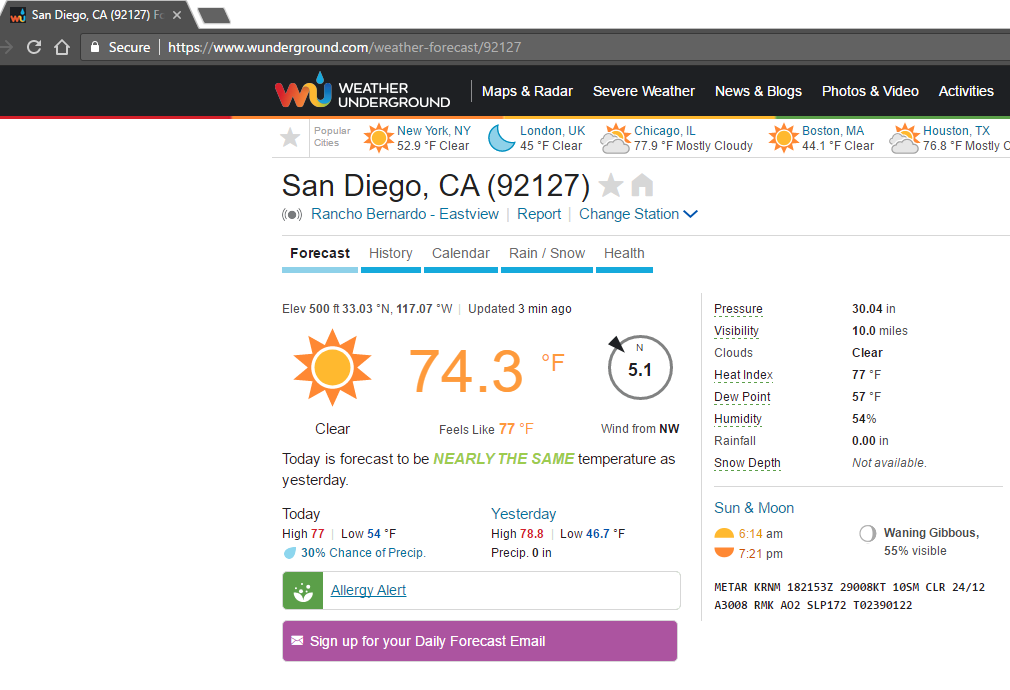 San Diego, CA (92127) Fo
Secure https://www.wunderground.com/weather-forecast/92127
WU WEATHER UNDERGROUND
Maps & Radar Severe Weather News & Blogs Photos & Video Activities
Popular Cities
New York, NY
52.9 °F Clear
London, UK
45 °F Clear
Chicago, IL
77.9 °F Mostly Cloudy
Boston, MA
44.1 °F Clear
Houston, TX
76.8 °F Mostly C
San Diego, CA (92127)
Rancho Bernardo - Eastview | Report | Change Station
Forecast History Calendar Rain / Snow Health
Elev 500 ft 33.03 °N, 117.07 °W | Updated 3 min ago
74.3 °F
N
5.1
Clear
Feels Like 77 °F
Wind from NW
Today is forecast to be NEARLY THE SAME temperature as
yesterday.
Today
High 77 | Low 54 °F
30% Chance of Precip.
Yesterday
High 78.8 | Low 46.7 °F
Precip. 0 in
Allergy Alert
Sign up for your Daily Forecast Email
Pressure 30.04 in
Visibility 10.0 miles
Clouds Clear
Heat Index 77 °F
Dew Point 57 °F
Humidity 54%
Rainfall 0.00 in
Snow Depth Not available.
Sun & Moon
6:14 am
7:21 pm
Waning Gibbous,
55% visible
METAR KRNM 182153Z 29008KT 10SM CLR 24/12
A3008 RMK AO2 SLP172 T02390122